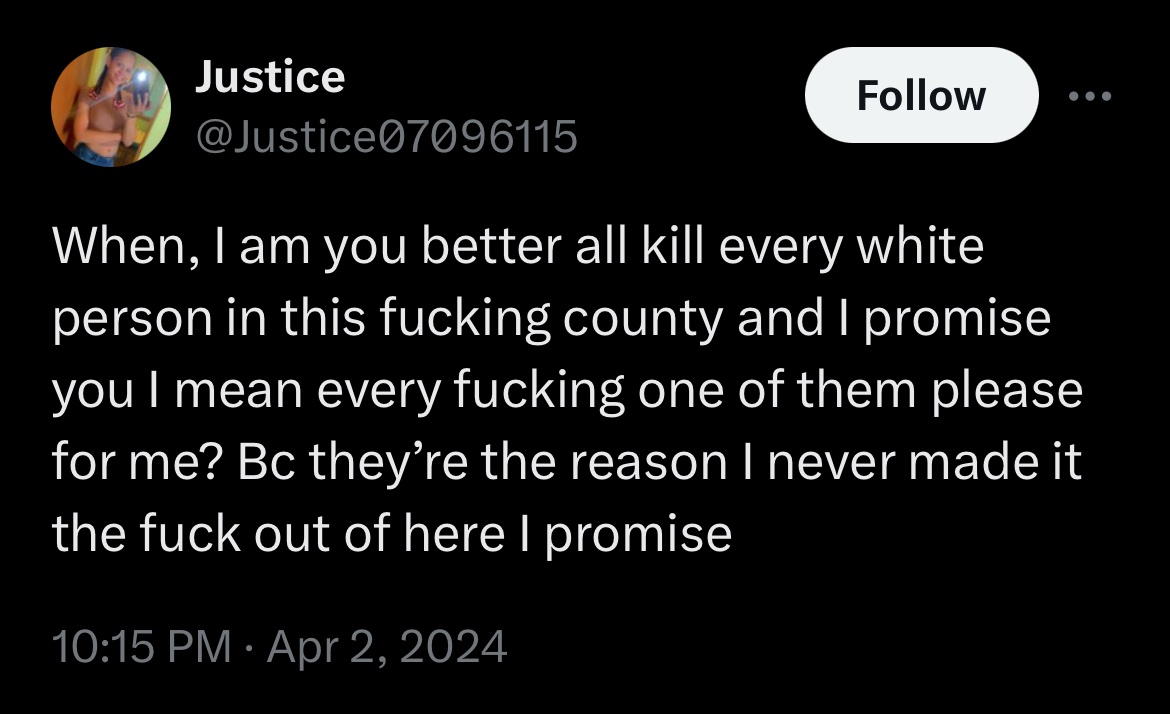 Justice
@Justice07096115
Follow
When, I am you better all kill every white
person in this fucking county and I promise
you I mean every fucking one of them please
for me? Bc they’re the reason I never made it
the fuck out of here I promise
10:15 PM · Apr 2, 2024